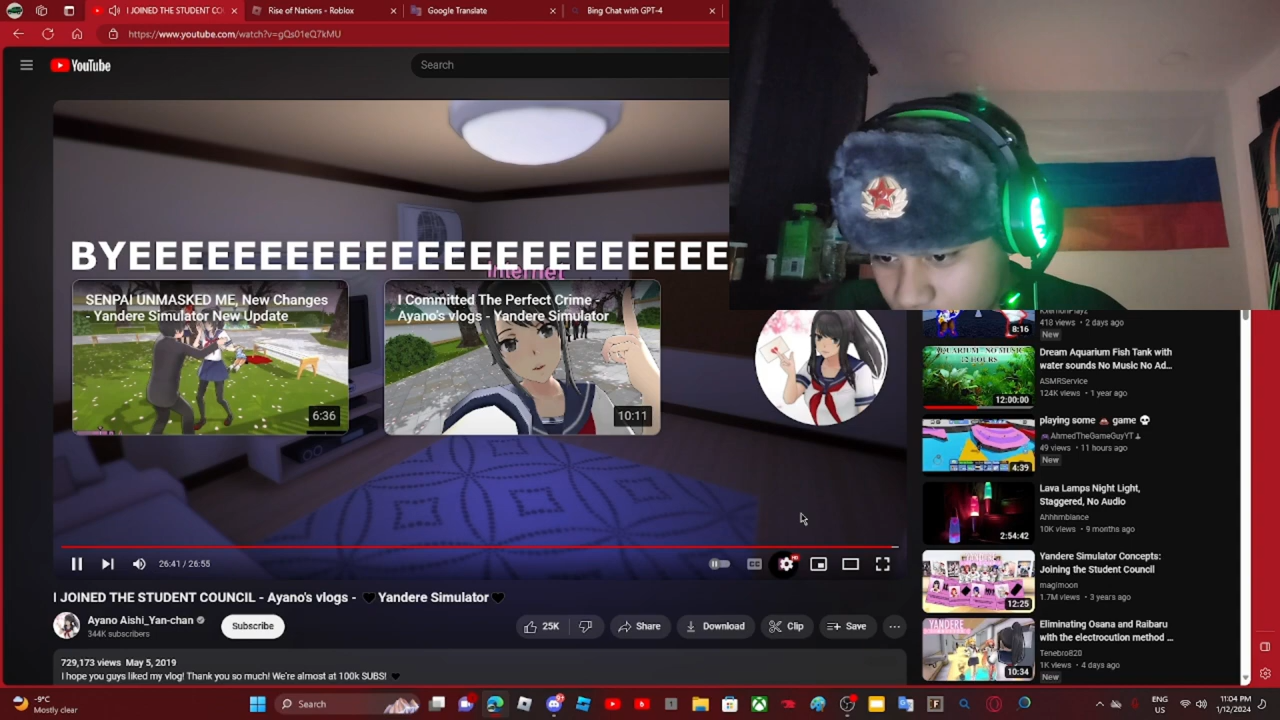 I JOINED THE STUDENT CO
Rise of Nations - Roblox
Google Translate
Bing Chat with GPT-4
https://www.youtube.com/watch?v=gQs01eQ7kMU
YouTube
Search
BYEEEEEEEEEEEEEEEEEEEEEEEEE
Internet
SENPAI UNMASKED ME, New Changes
- Yandere Simulator New Update
6:36
I Committed The Perfect Crime -
Ayano's vlogs - Yandere Simulator
10:11
26:41 / 26:55
CC
HD
I JOINED THE STUDENT COUNCIL - Ayano's vlogs - 🖤Yandere Simulator🖤
Ayano Aishi_Yan-chan
344K subscribers
Subscribe
25K
Share
Download
Clip
Save
729,173 views May 5, 2019
I hope you guys liked my vlog! Thank you so much! We're almost at 100k SUBS! 🖤
418 views • 2 days ago
New
8:16
AQUARIUM - NO MUSIC
12 HOURS
12:00:00
Dream Aquarium Fish Tank with
water sounds No Music No Ad...
ASMRService
124K views • 1 year ago
playing some 💩 game 💀
AhmedTheGameGuyYT
49 views • 11 hours ago
New
4:39
Lava Lamps Night Light,
Staggered, No Audio
Ahhhmbiance
10K views • 9 months ago
2:54:42
Yandere Simulator Concepts:
Joining the Student Council
magimoon
1.7M views • 3 years ago
12:25
YANDERE
Eliminating Osana and Raibaru
with the electrocution method ...
Tenebro820
1K views • 4 days ago
New
10:34
-9°C
Mostly clear
Search
ENG
US
11:04 PM
1/12/2024